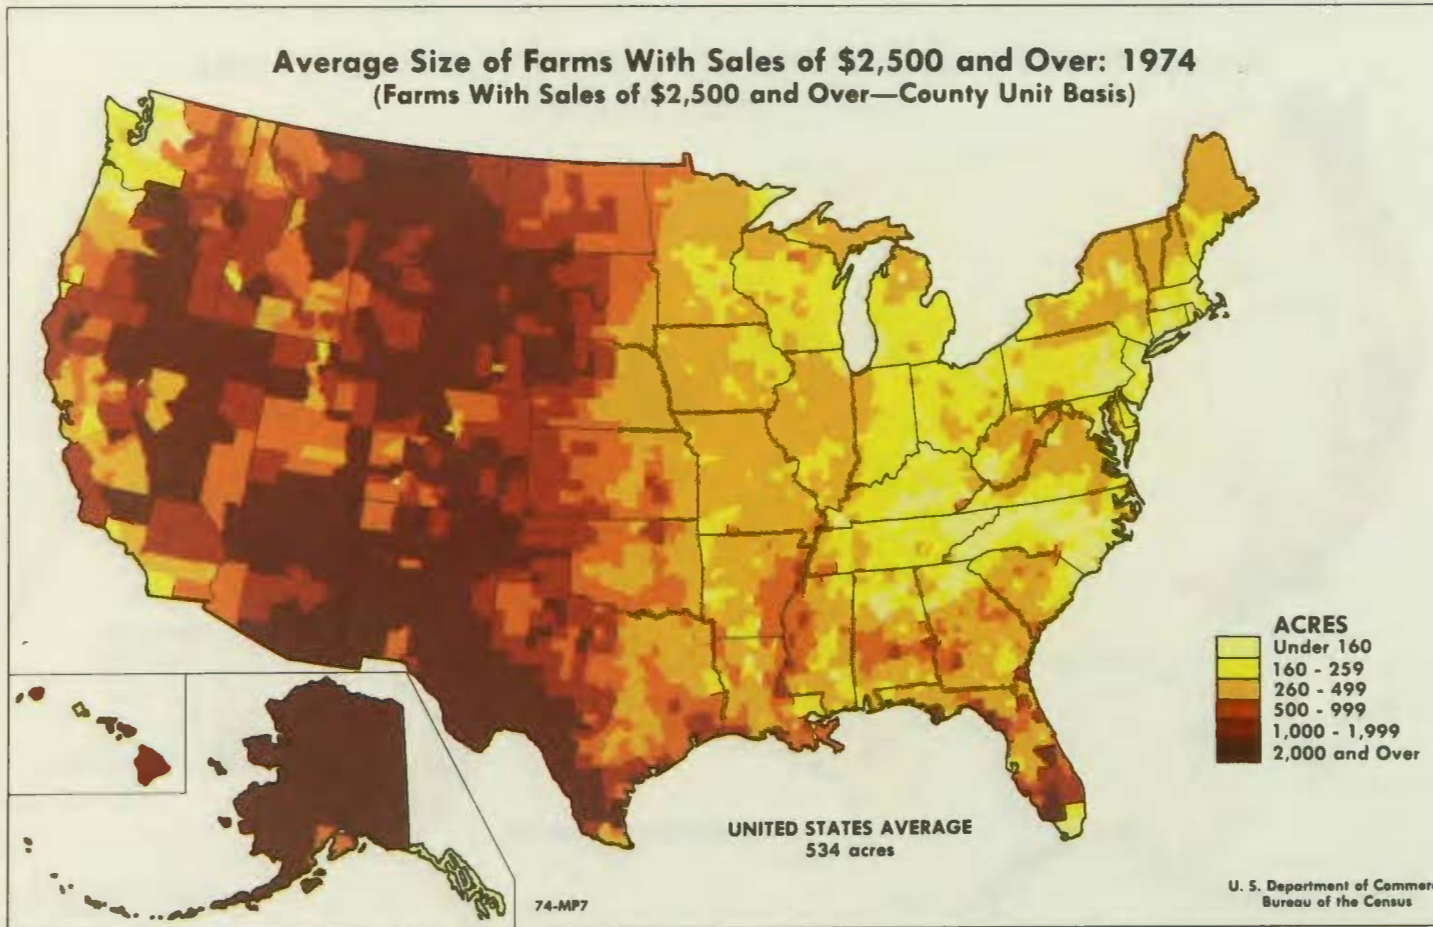 Average Size of Farms With Sales of $2,500 and Over: 1974
(Farms With Sales of $2,500 and Over—County Unit Basis)
ACRES
Under 160
160 - 259
260 - 499
500 - 999
1,000 - 1,999
2,000 and Over
UNITED STATES AVERAGE
534 acres
74-MP7
U. S. Department of Commer
Bureau of the Census